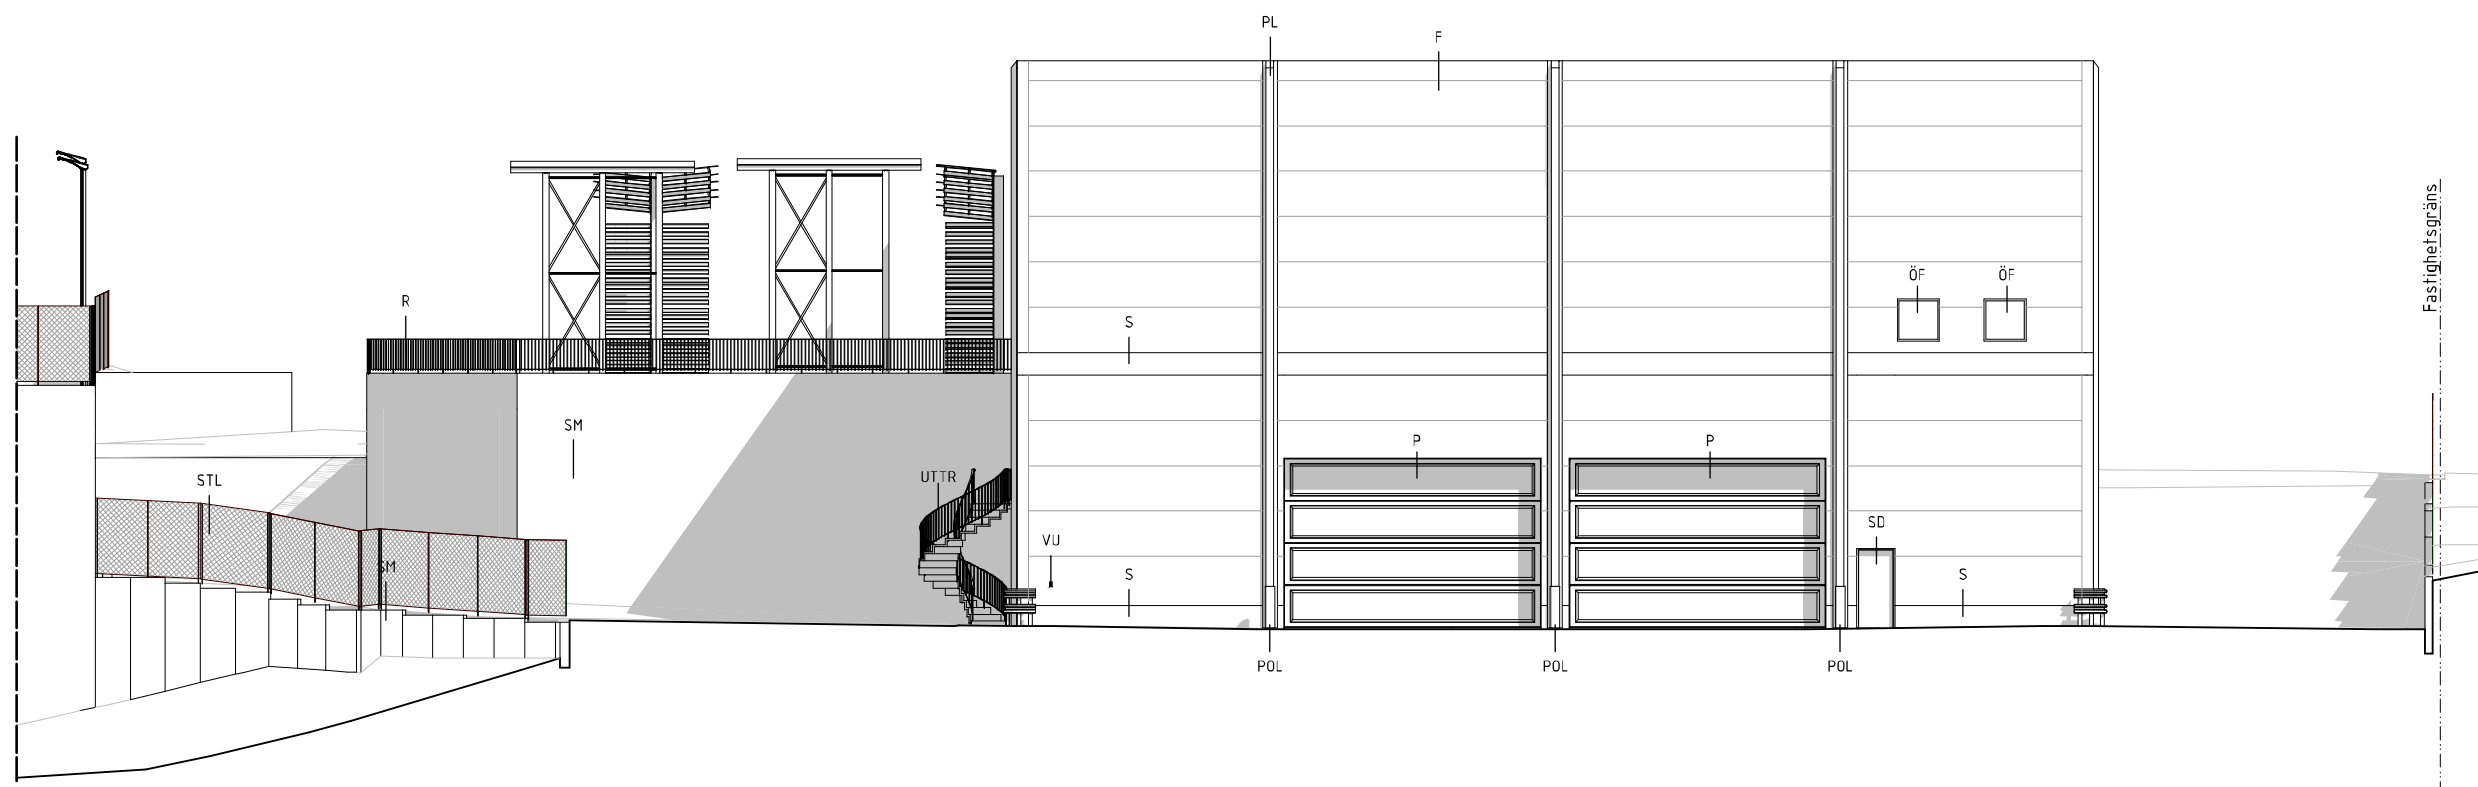 PL
F
Fastighetsgräns
ÖF
ÖF
R
S
SM
P
P
STL
UTTR
SD
VU
SM
S
S
POL
POL
POL